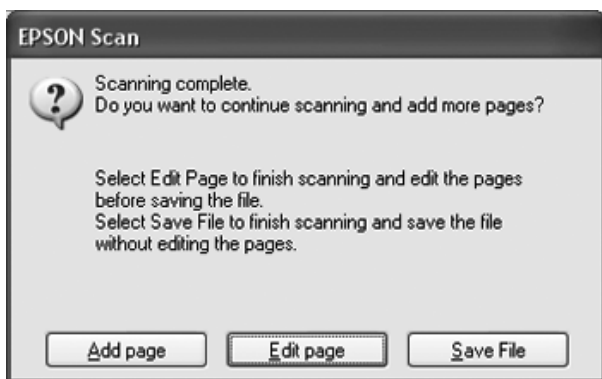 EPSON Scan
Scanning complete.
Do you want to continue scanning and add more pages?
Select Edit Page to finish scanning and edit the pages
before saving the file.
Select Save File to finish scanning and save the file
without editing the pages.
Add page
Edit page
Save File